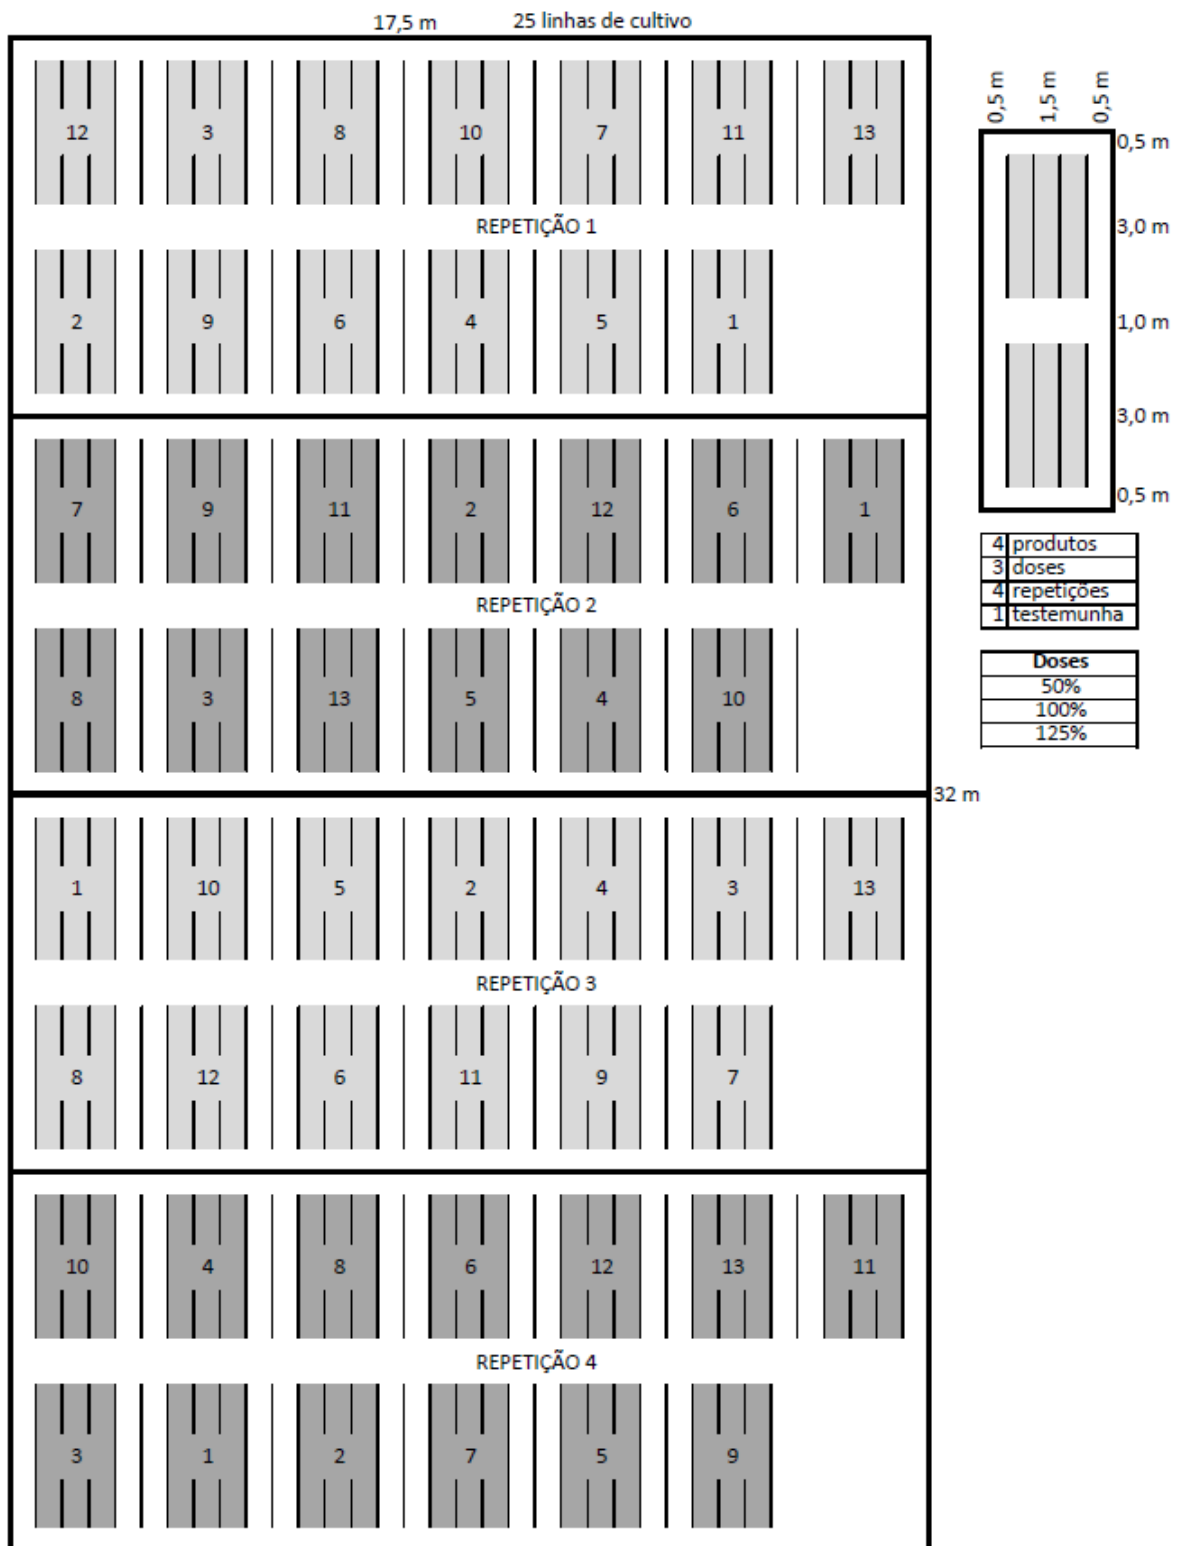 17,5 m 25 linhas de cultivo
12 3 8 10 7 11 13
REPETIÇÃO 1
2 9 6 4 5 1
7 9 11 2 12 6 1
REPETIÇÃO 2
8 3 13 5 4 10
1 10 5 2 4 3 13
REPETIÇÃO 3
8 12 6 11 9 7
10 4 8 6 12 13 11
REPETIÇÃO 4
3 1 2 7 5 9
32 m
0,5 m 1,5 m 0,5 m
0,5 m
3,0 m
1,0 m
3,0 m
0,5 m
4 produtos
3 doses
4 repetições
1 testemunha
Doses
50%
100%
125%